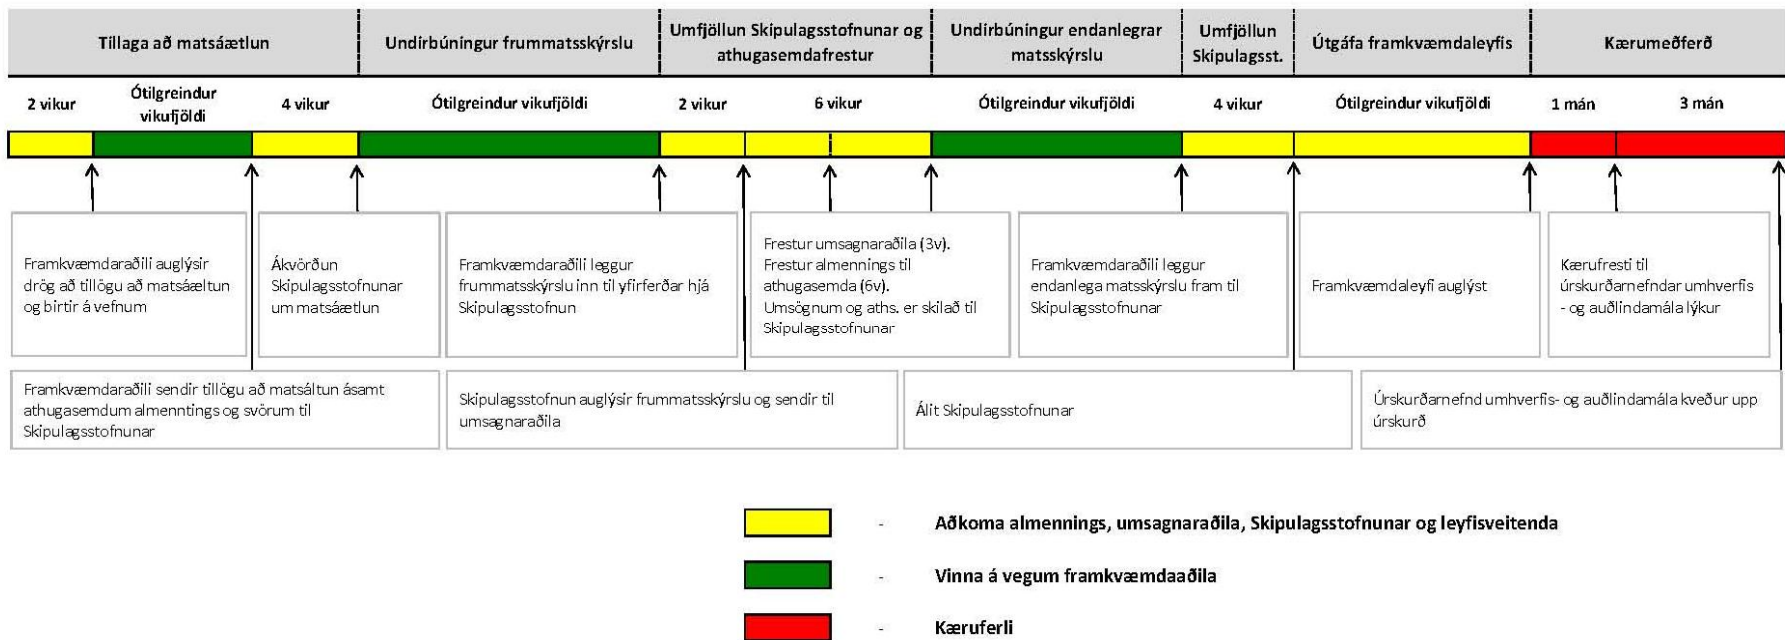 Tillaga að matsáætlun
Undirbúningur frummatsskýrslu
Umfjöllun Skipulagsstofnunar og
athugasemdafrestur
Undirbúningur endanlegrar
matsskýrslu
Umfjöllun
Skipulagsst.
Útgáfa framkvæmdaleyfis
Kærumeðferð
2 vikur
Ótilgreindur
vikufjöldi
4 vikur
Ótilgreindur vikufjöldi
2 vikur
6 vikur
Ótilgreindur vikufjöldi
4 vikur
Ótilgreindur vikufjöldi
1 mán
3 mán
Framkvæmdaraðili auglýsir
drög að tillögu að matsáæltun
og birtir á vefnum
Ákvörðun
Skipulagsstofnunar
um matsáætlun
Framkvæmdaraðili leggur
frummatsskýrslu inn til yfirferðar hjá
Skipulagsstofnun
Frestur umsagnaraðila (3v).
Frestur almennings til
athugasemda (6v).
Umsögnum og aths. er skilað til
Skipulagsstofnunar
Framkvæmdaraðili leggur
endanlega matsskýrslu fram til
Skipulagsstofnunar
Framkvæmdaleyfi auglýst
Kærufresti til
úrskurðarnefndar umhverfis
- og auðlindamála lýkur
Framkvæmdaraðili sendir tillögu að matsáltun ásamt
athugasemdum almenntings og svörum til
Skipulagsstofnunar
Skipulagsstofnun auglýsir frummatsskýrslu og sendir til
umsagnaraðila
Álit Skipulagsstofnunar
Úrskurðarnefnd umhverfis- og auðlindamála kveður upp
úrskurð
- Aðkoma almennings, umsagnaraðila, Skipulagsstofnunar og leyfisveitenda
- Vinna á vegum framkvæmdaaðila
- Kæruferli